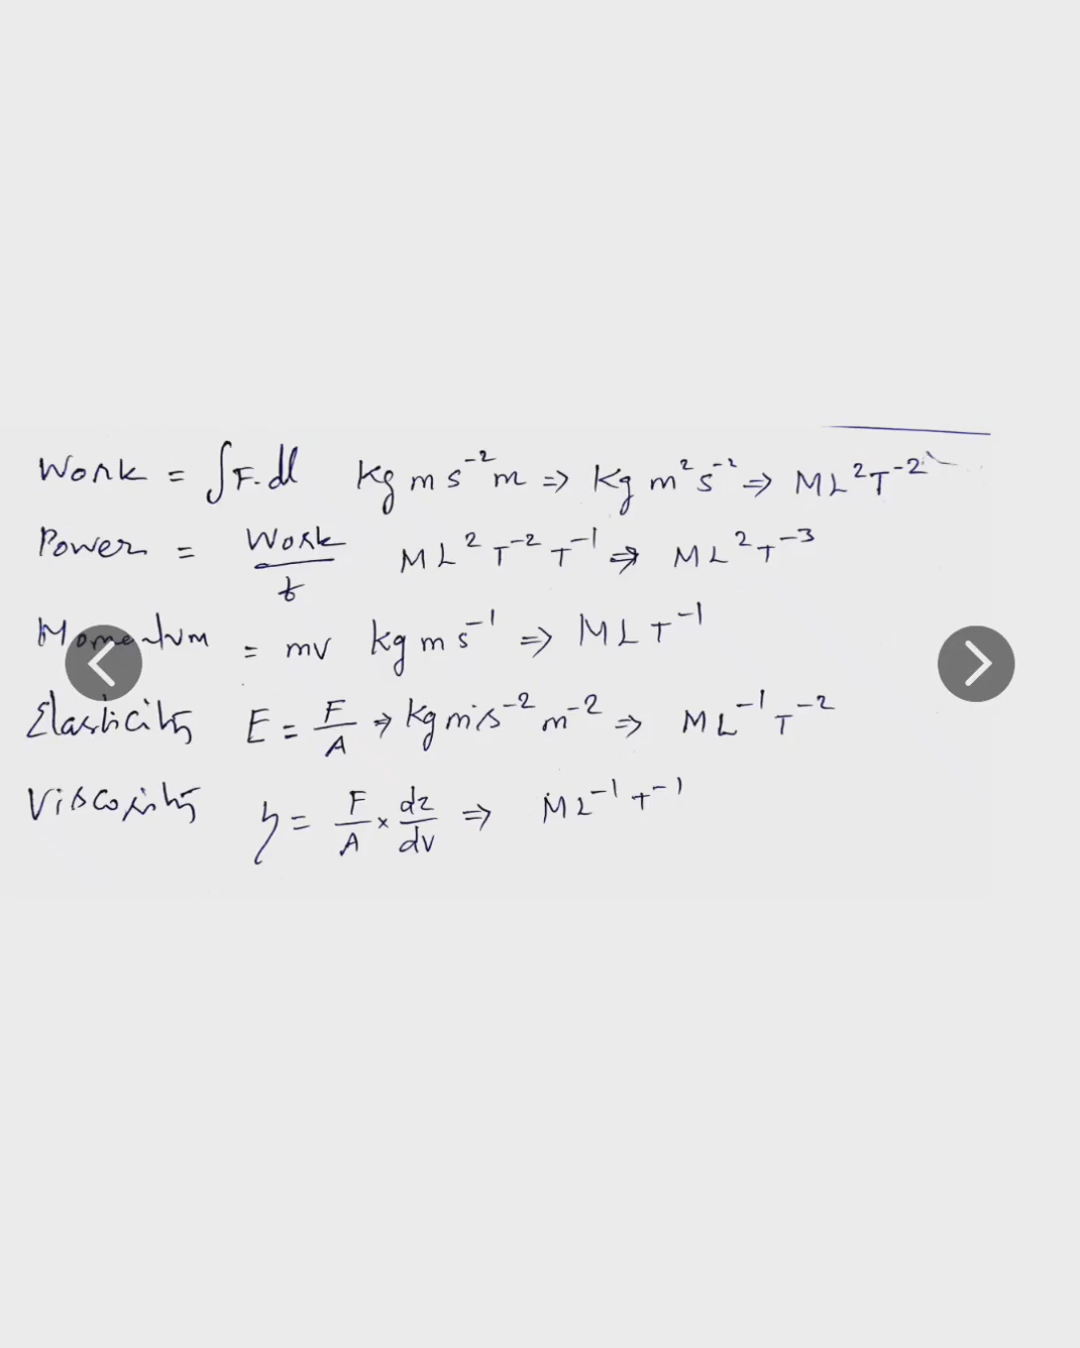 Work = ∫F.dl kg m s⁻² m ⇒ kg m² s⁻² ⇒ ML²T⁻²
Power = Work/t ML²T⁻²T⁻¹ ⇒ ML²T⁻³
Momentum = mv kg m s⁻¹ ⇒ MLT⁻¹
Elasticity E = F/A ⇒ kg m s⁻² m⁻² ⇒ ML⁻¹T⁻²
Viscosity η = F/A × dz/dv ⇒ ML⁻¹T⁻¹